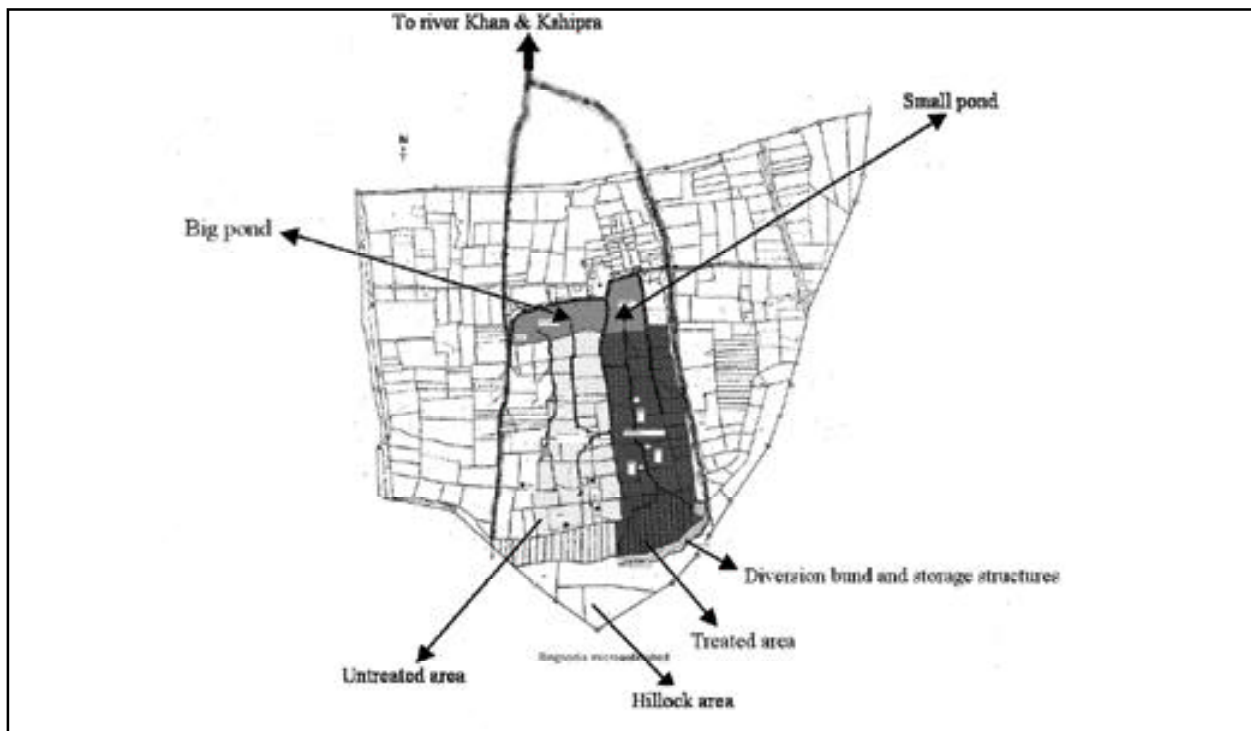 To river Khan & Kshipra
Small pond
N
Big pond
Diversion bund and storage structures
Treated area
Untreated area
Hillock area